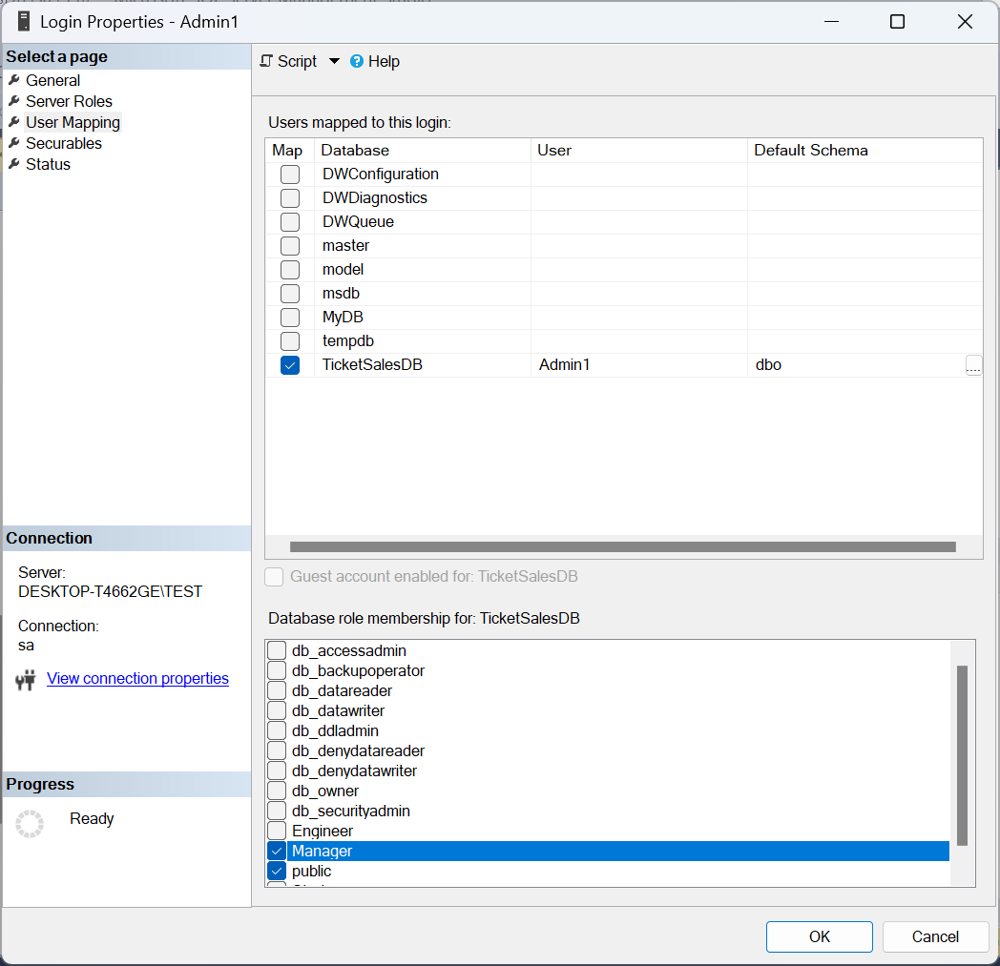 Login Properties - Admin1
Select a page
General
Server Roles
User Mapping
Securables
Status
Script Help
Users mapped to this login:
Map Database User Default Schema
DWConfiguration
DWDiagnostics
DWQueue
master
model
msdb
MyDB
tempdb
TicketSalesDB Admin1 dbo ...
Guest account enabled for: TicketSalesDB
Database role membership for: TicketSalesDB
db_accessadmin
db_backupoperator
db_datareader
db_datawriter
db_ddladmin
db_denydatareader
db_denydatawriter
db_owner
db_securityadmin
Engineer
Manager
public
Connection
Server:
DESKTOP-T4662GE\TEST
Connection:
sa
View connection properties
Progress
Ready
OK Cancel